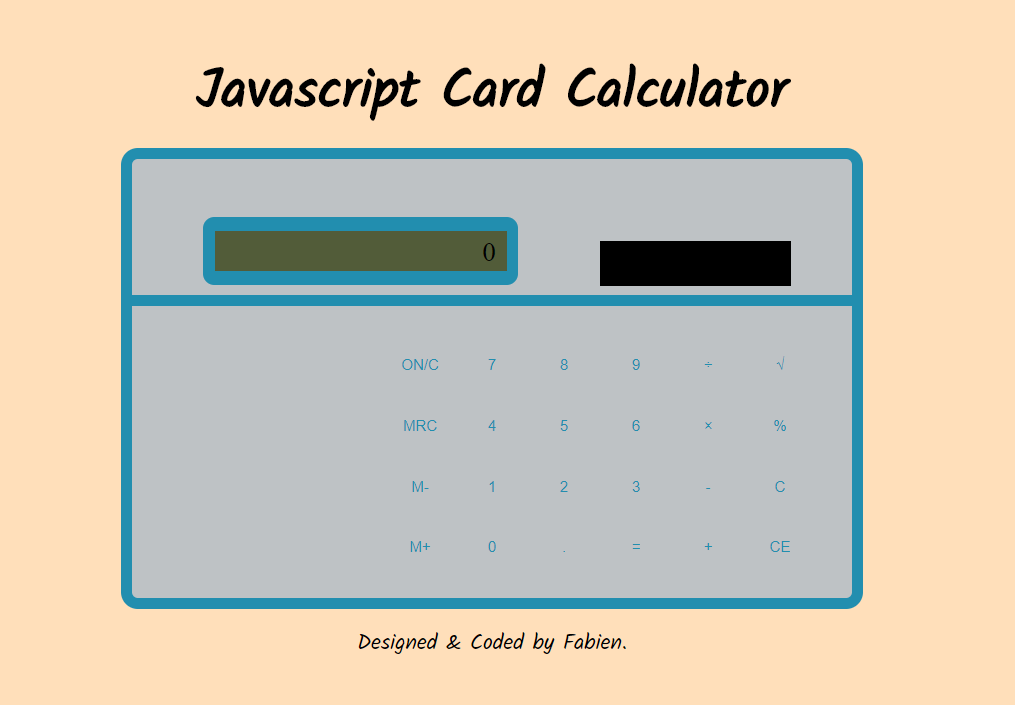 Javascript Card Calculator
0
ON/C 7 8 9 ÷ √
MRC 4 5 6 × %
M- 1 2 3 - C
M+ 0 . = + CE
Designed & Coded by Fabien.